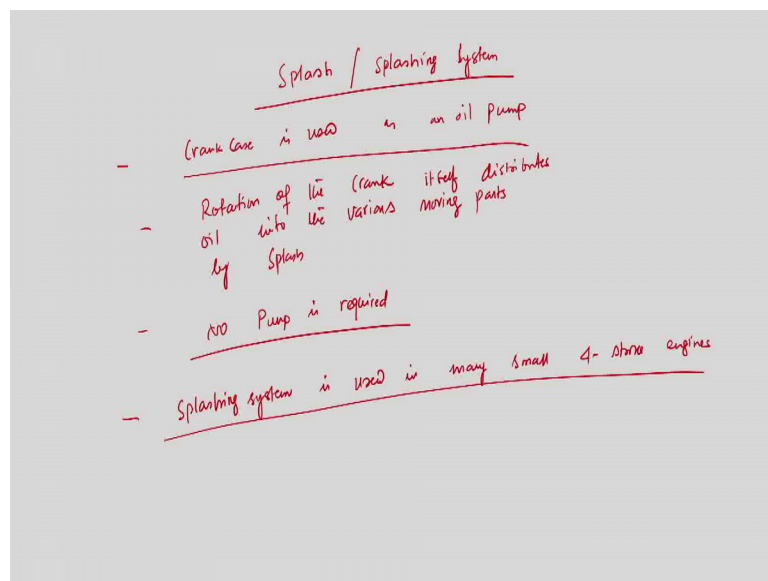 Splash / Splashing System
- Crank Case is used as an oil Pump
- Rotation of the Crank itself distributes
oil into the various moving parts
by Splash
- NO Pump is required
- Splashing system is used in many small 4- stroke engines